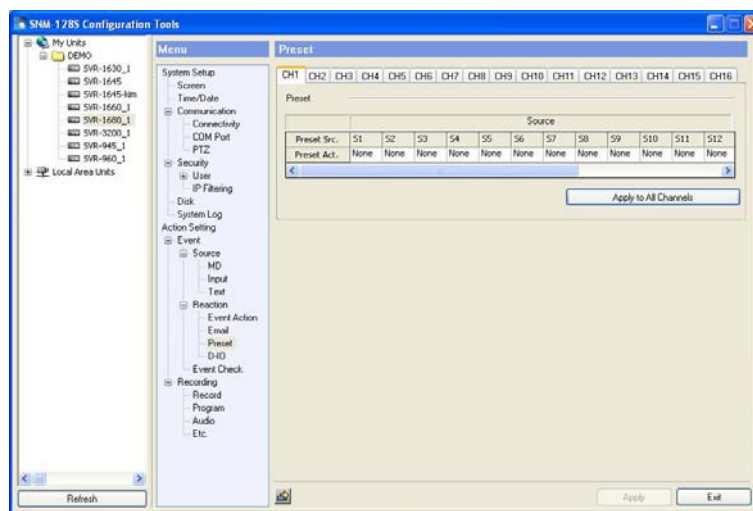 SNM-128S Configuration Tools
My Units
DEMO
SVR-1630_1
SVR-1645
SVR-1645-kim
SVR-1660_1
SVR-1680_1
SVR-3200_1
SVR-945_1
SVR-960_1
Local Area Units
Refresh
Menu
System Setup
Screen
Time/Date
Communication
Connectivity
COM Port
PTZ
Security
User
IP Filtering
Disk
System Log
Action Setting
Event
Source
MD
Input
Text
Reaction
Event Action
Email
Preset
D-IO
Event Check
Recording
Record
Program
Audio
Etc.
Preset
CH1 CH2 CH3 CH4 CH5 CH6 CH7 CH8 CH9 CH10 CH11 CH12 CH13 CH14 CH15 CH16
Preset
Source
Preset Src. S1 S2 S3 S4 S5 S6 S7 S8 S9 S10 S11 S12
Preset Act. None None None None None None None None None None None None
Apply to All Channels
Apply Exit